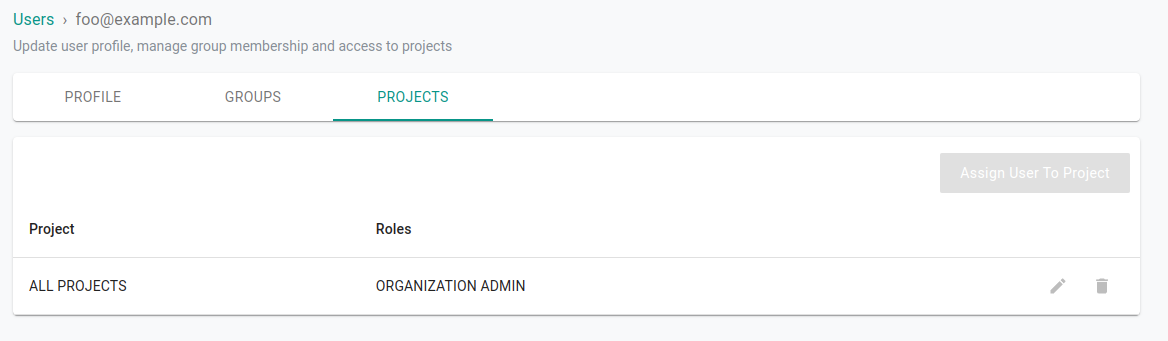 Users › foo@example.com
Update user profile, manage group membership and access to projects
PROFILE GROUPS PROJECTS
Assign User To Project
Project Roles
ALL PROJECTS ORGANIZATION ADMIN